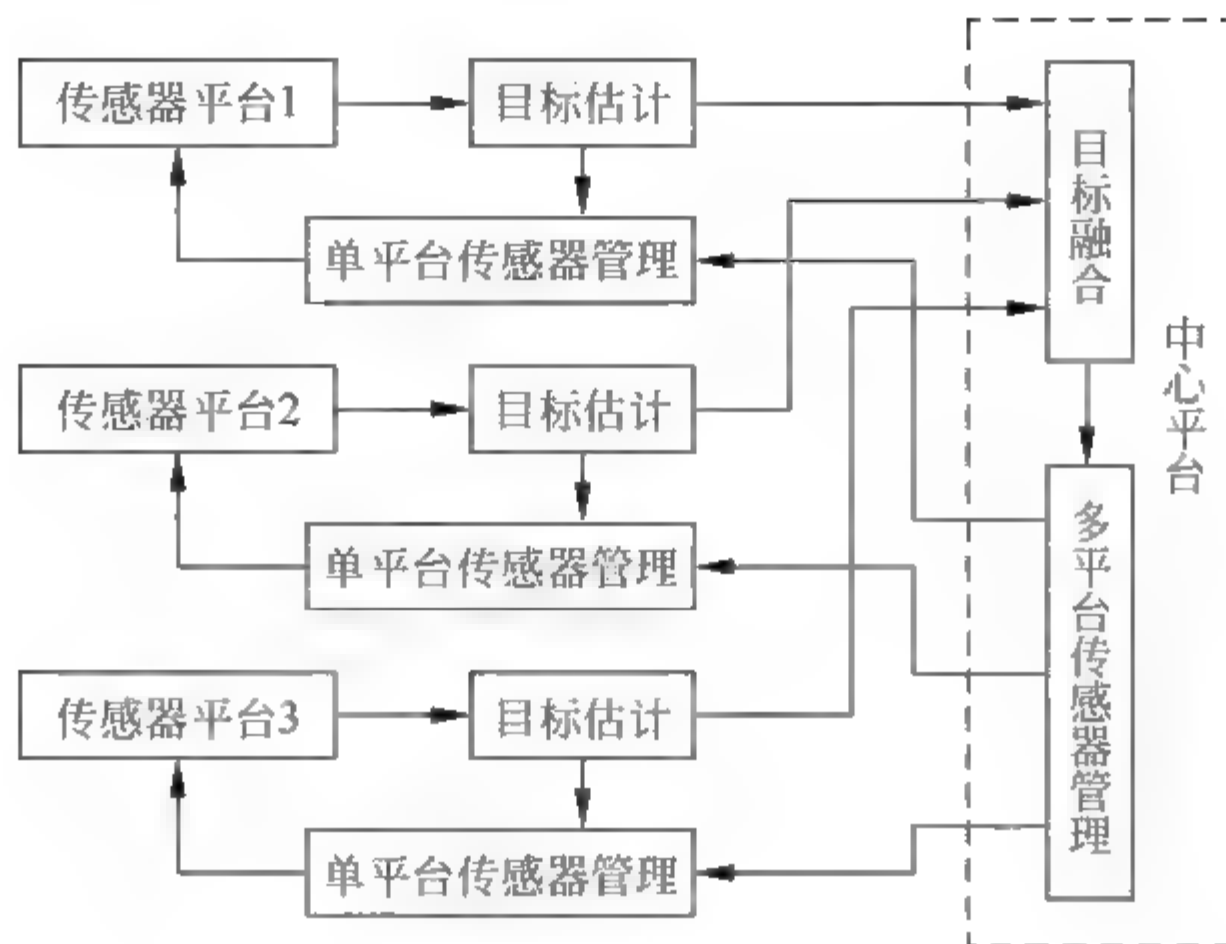 传感器平台1
目标估计
单平台传感器管理
传感器平台2
目标估计
单平台传感器管理
传感器平台3
目标估计
单平台传感器管理
目标融合
多平台传感器管理
中心平台